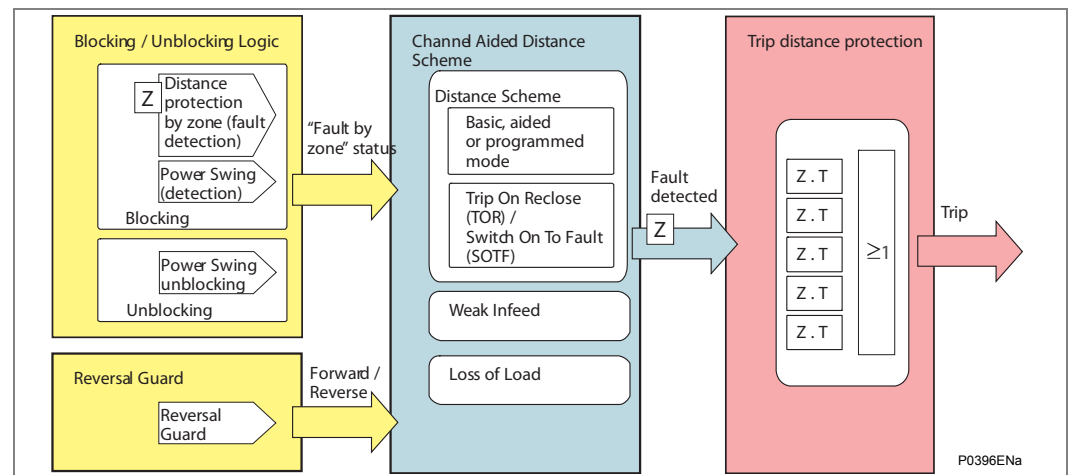 Blocking / Unblocking Logic
Z
Distance
protection
by zone (fault
detection)
Power Swing
(detection)
Blocking
Power Swing
unblocking
Unblocking
"Fault by
zone" status
Reversal Guard
Reversal
Guard
Forward /
Reverse
Channel Aided Distance
Scheme
Distance Scheme
Basic, aided
or programmed
mode
Trip On Reclose
(TOR) /
Switch On To Fault
(SOTF)
Weak Infeed
Loss of Load
Fault
detected
Z
Trip distance protection
Z . T
Z . T
Z . T
Z . T
Z . T
≥1
Trip
P0396ENa